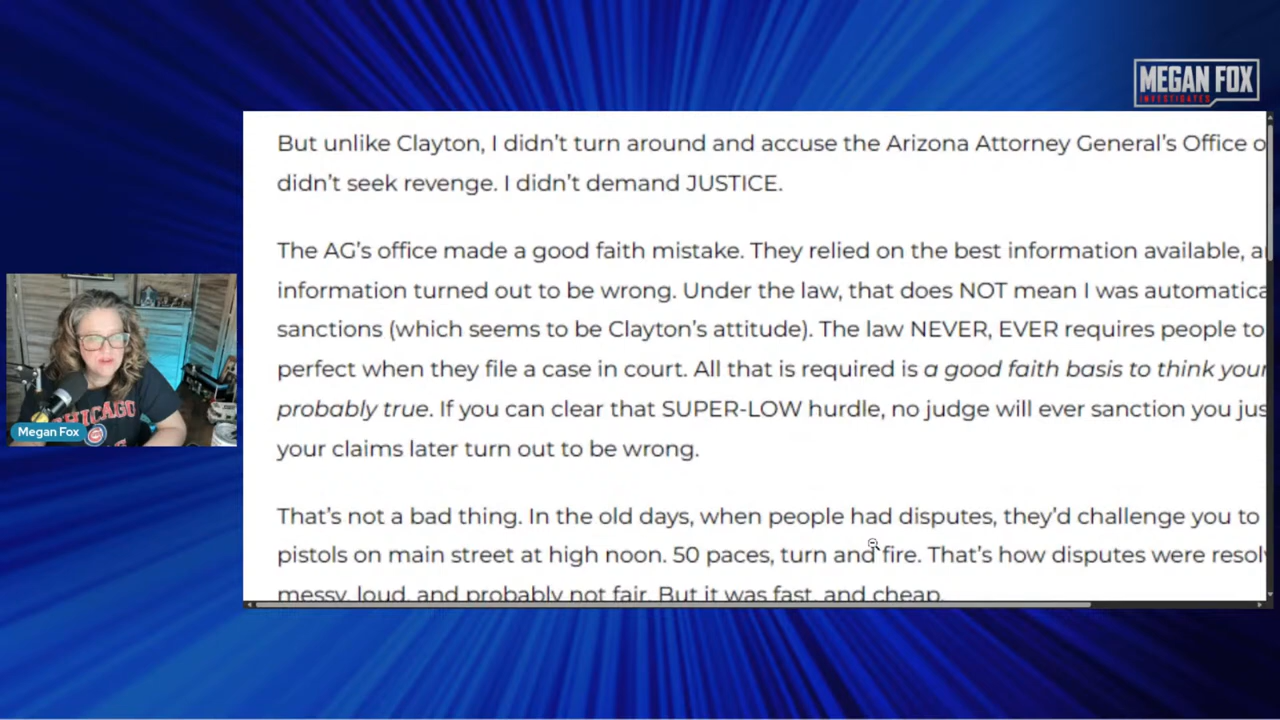 MEGAN FOX
INVESTIGATES
But unlike Clayton, I didn't turn around and accuse the Arizona Attorney General's Office o
didn't seek revenge. I didn't demand JUSTICE.
The AG's office made a good faith mistake. They relied on the best information available, a
information turned out to be wrong. Under the law, that does NOT mean I was automatica
sanctions (which seems to be Clayton's attitude). The law NEVER, EVER requires people to
perfect when they file a case in court. All that is required is a good faith basis to think your
probably true. If you can clear that SUPER-LOW hurdle, no judge will ever sanction you jus
your claims later turn out to be wrong.
That's not a bad thing. In the old days, when people had disputes, they'd challenge you to
pistols on main street at high noon. 50 paces, turn and fire. That's how disputes were resol
messy, loud, and probably not fair. But it was fast, and cheap.
CHICAGO
Megan Fox